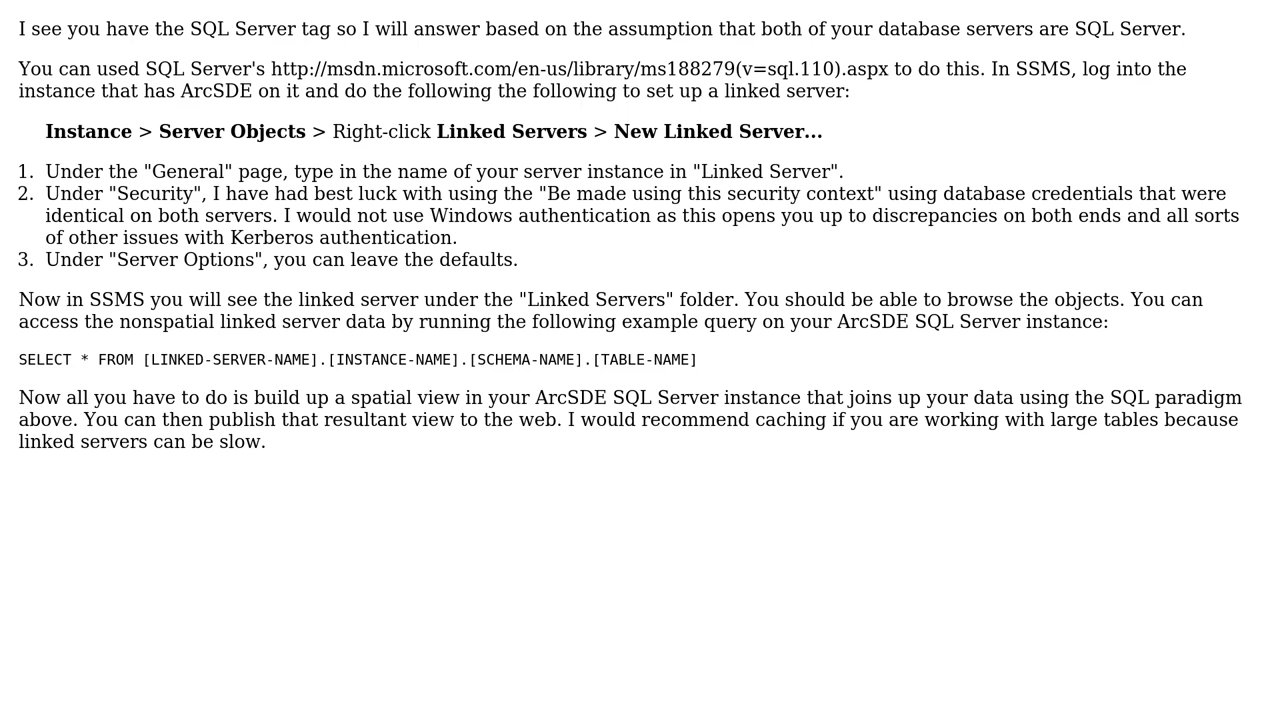 I see you have the SQL Server tag so I will answer based on the assumption that both of your database servers are SQL Server.
You can used SQL Server's http://msdn.microsoft.com/en-us/library/ms188279(v=sql.110).aspx to do this. In SSMS, log into the
instance that has ArcSDE on it and do the following the following to set up a linked server:
Instance > Server Objects > Right-click Linked Servers > New Linked Server...
1. Under the "General" page, type in the name of your server instance in "Linked Server".
2. Under "Security", I have had best luck with using the "Be made using this security context" using database credentials that were
identical on both servers. I would not use Windows authentication as this opens you up to discrepancies on both ends and all sorts
of other issues with Kerberos authentication.
3. Under "Server Options", you can leave the defaults.
Now in SSMS you will see the linked server under the "Linked Servers" folder. You should be able to browse the objects. You can
access the nonspatial linked server data by running the following example query on your ArcSDE SQL Server instance:
SELECT * FROM [LINKED-SERVER-NAME].[INSTANCE-NAME].[SCHEMA-NAME].[TABLE-NAME]
Now all you have to do is build up a spatial view in your ArcSDE SQL Server instance that joins up your data using the SQL paradigm
above. You can then publish that resultant view to the web. I would recommend caching if you are working with large tables because
linked servers can be slow.